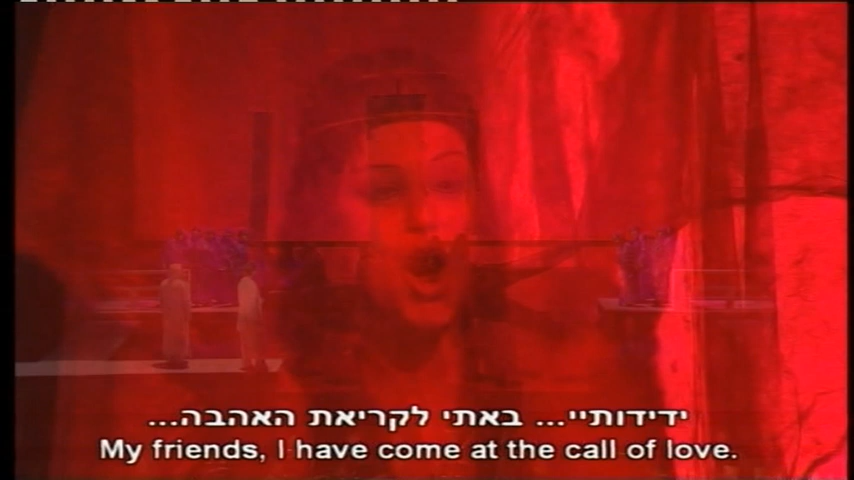 ידידותיי... באתי לקריאת האהבה...
My friends, I have come at the call of love.